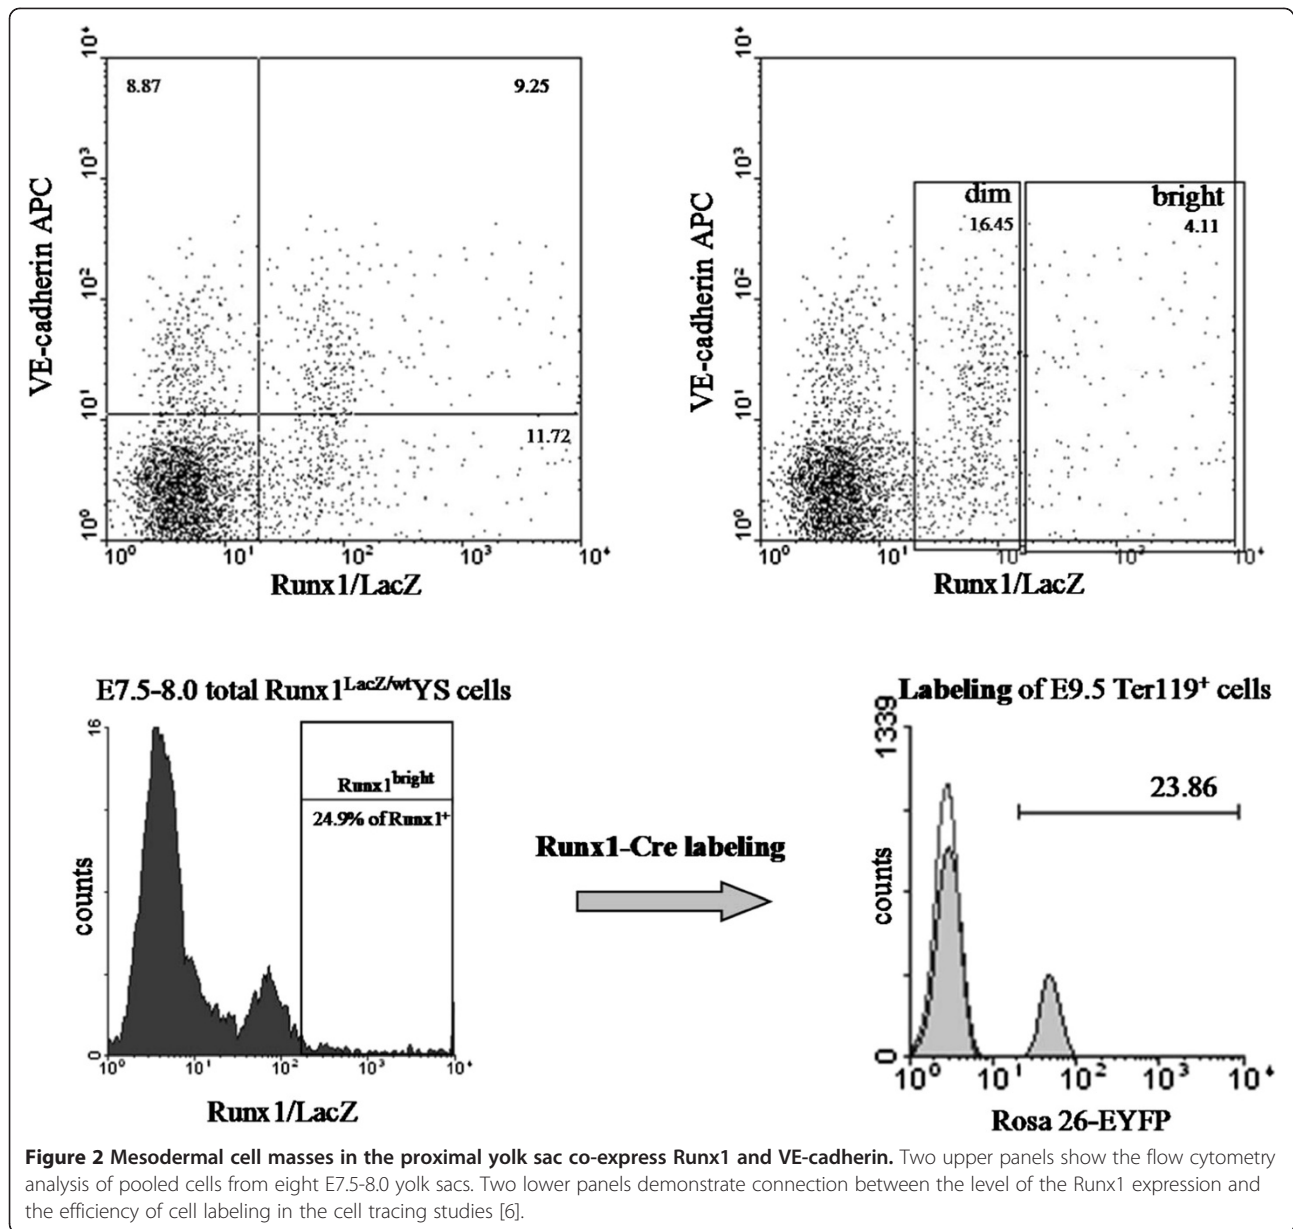 10⁴
8.87
9.25
10³
VE-cadherin APC
10²
10¹
11.72
10⁰
10⁰ 10¹ 10² 10³ 10⁴
Runx1/LacZ
10⁴
10³
dim
16.45
bright
4.11
VE-cadherin APC
10²
10¹
10⁰
10⁰ 10¹ 10² 10³ 10⁴
Runx1/LacZ
E7.5-8.0 total Runx1^LacZ/wt YS cells
16
Runx1^bright
24.9% of Runx1⁺
counts
0
10⁰ 10¹ 10² 10³ 10⁴
Runx1/LacZ
Runx1-Cre labeling
Labeling of E9.5 Ter119⁺ cells
1339
23.86
counts
0
10⁰ 10¹ 10² 10³ 10⁴
Rosa 26-EYFP
Figure 2 Mesodermal cell masses in the proximal yolk sac co-express Runx1 and VE-cadherin. Two upper panels show the flow cytometry
analysis of pooled cells from eight E7.5-8.0 yolk sacs. Two lower panels demonstrate connection between the level of the Runx1 expression and
the efficiency of cell labeling in the cell tracing studies [6].